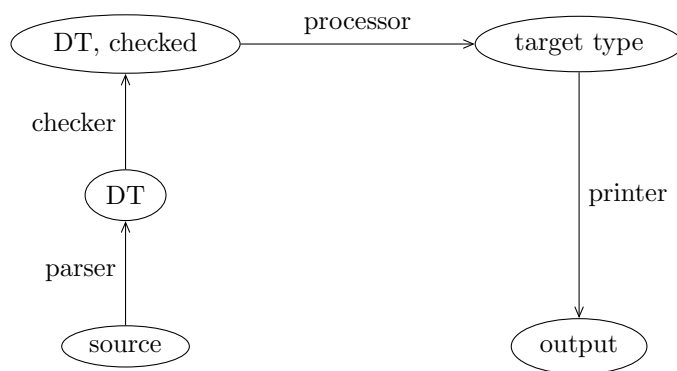 processor
DT, checked
target type
checker
DT
printer
parser
source
output